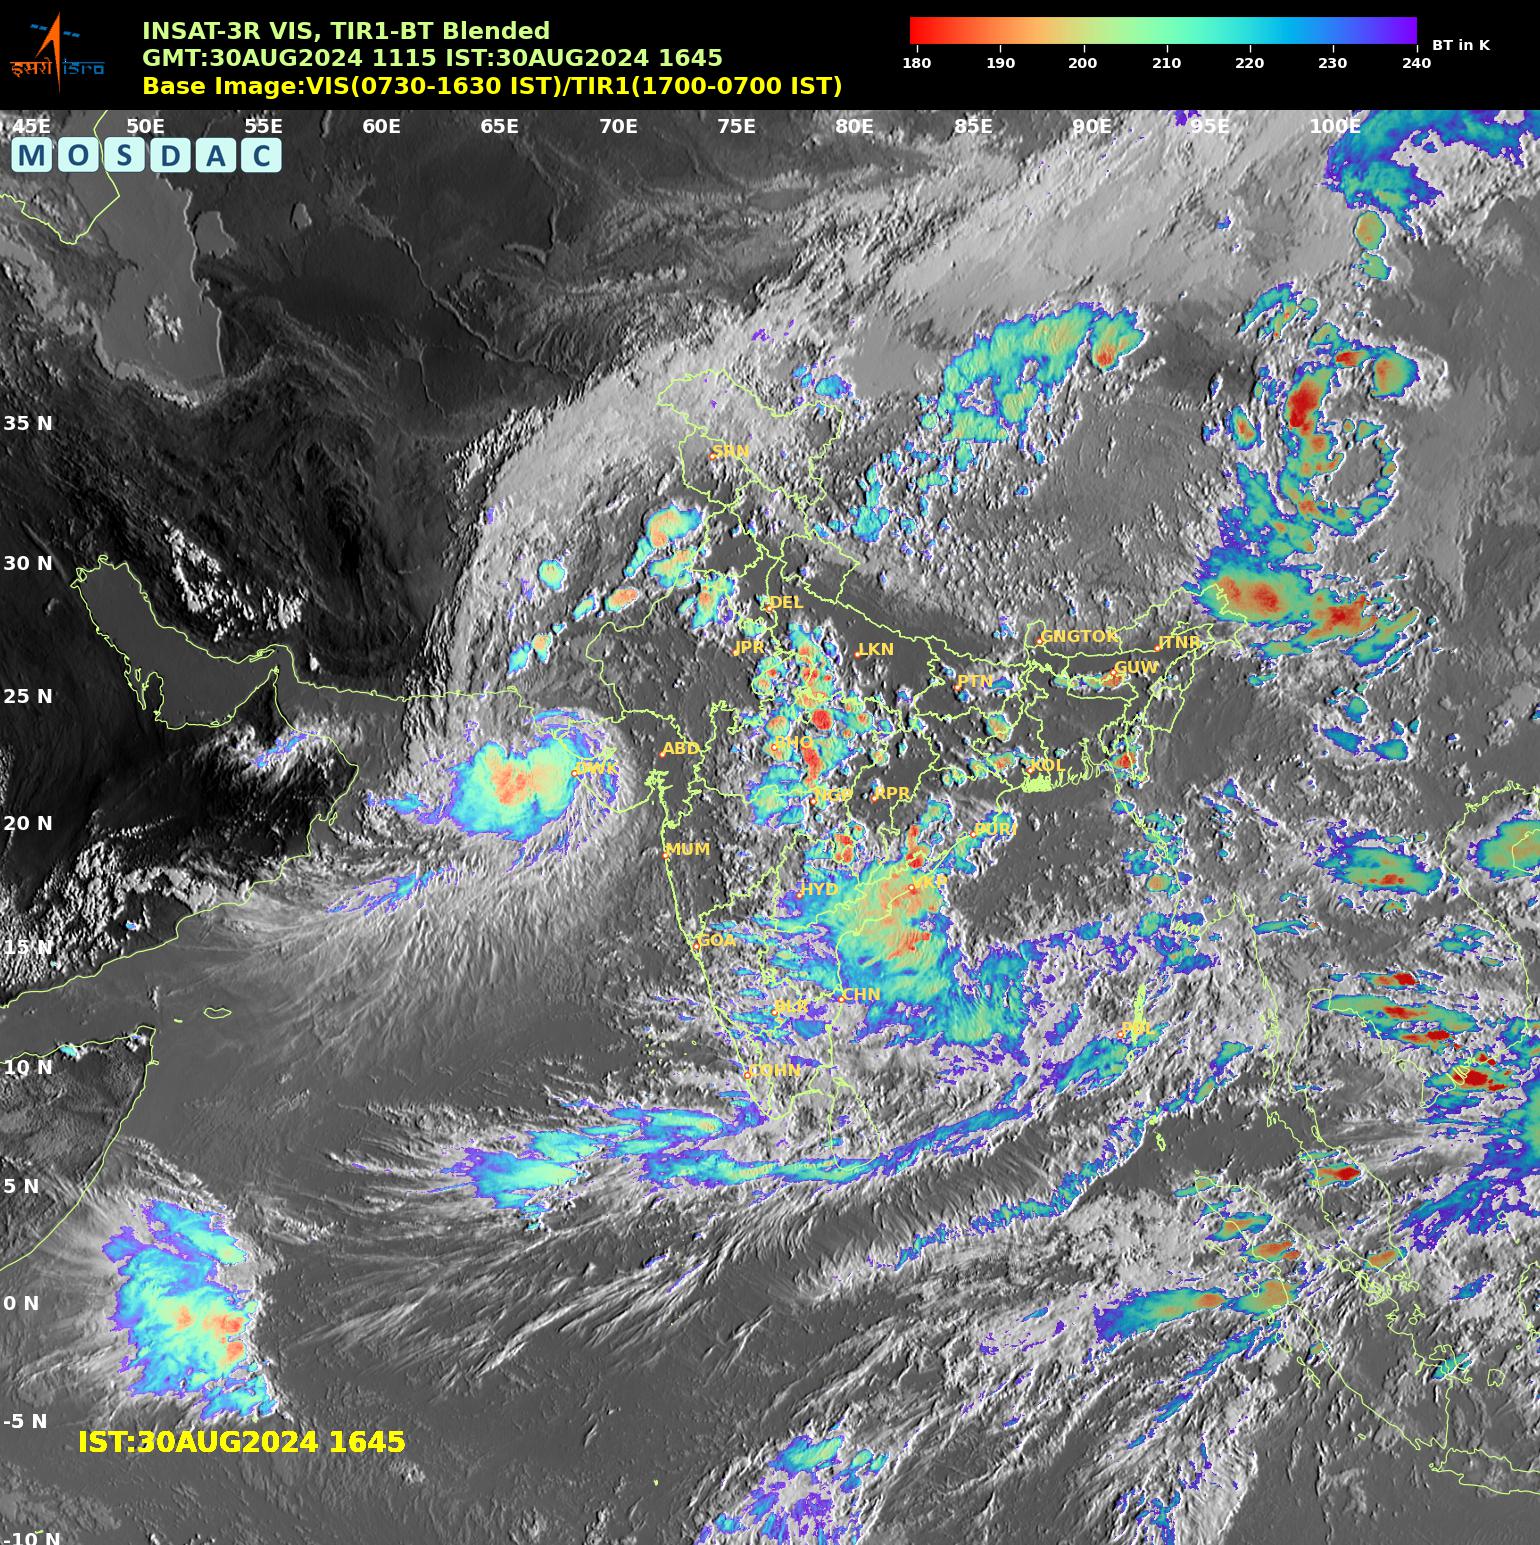 INSAT-3R VIS, TIR1-BT Blended
GMT:30AUG2024 1115 IST:30AUG2024 1645
Base Image:VIS(0730-1630 IST)/TIR1(1700-0700 IST)
इसरो isro
BT in K
180 190 200 210 220 230 240
45E 50E 55E 60E 65E 70E 75E 80E 85E 90E 95E 100E
MOSDAC
35 N
SRN
30 N
DEL
JPR LKN GNGTOK ITNR
GUW
25 N PTN
ABD BHO KOL
DWK
NGP RPR
20 N PURI
MUM
HYD VKP
15 N GOA
CHN
BLR
PBL
10 N COHN
5 N
0 N
-5 N
IST:30AUG2024 1645
-10 N